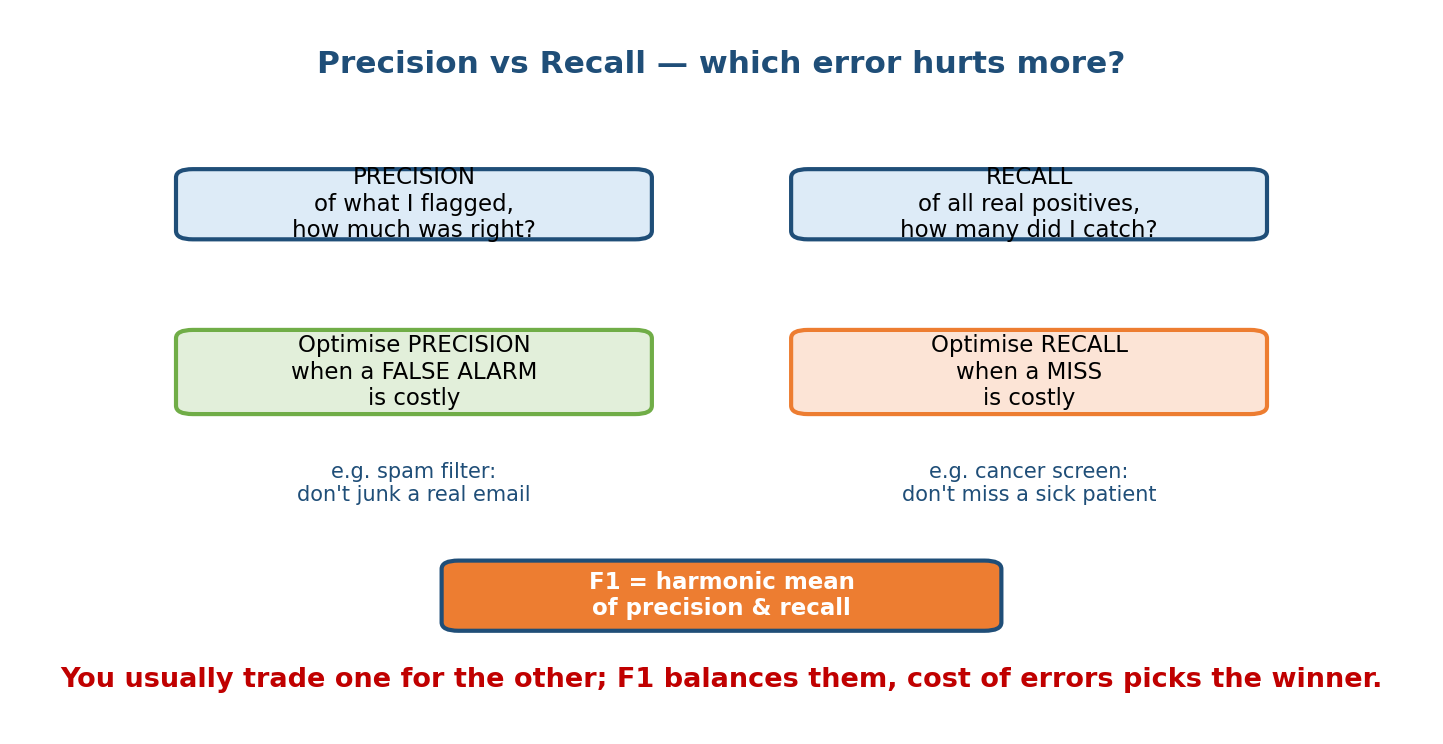 Precision vs Recall — which error hurts more?
PRECISION
of what I flagged,
how much was right?
RECALL
of all real positives,
how many did I catch?
Optimise PRECISION
when a FALSE ALARM
is costly
Optimise RECALL
when a MISS
is costly
e.g. spam filter:
don't junk a real email
e.g. cancer screen:
don't miss a sick patient
F1 = harmonic mean
of precision & recall
You usually trade one for the other; F1 balances them, cost of errors picks the winner.